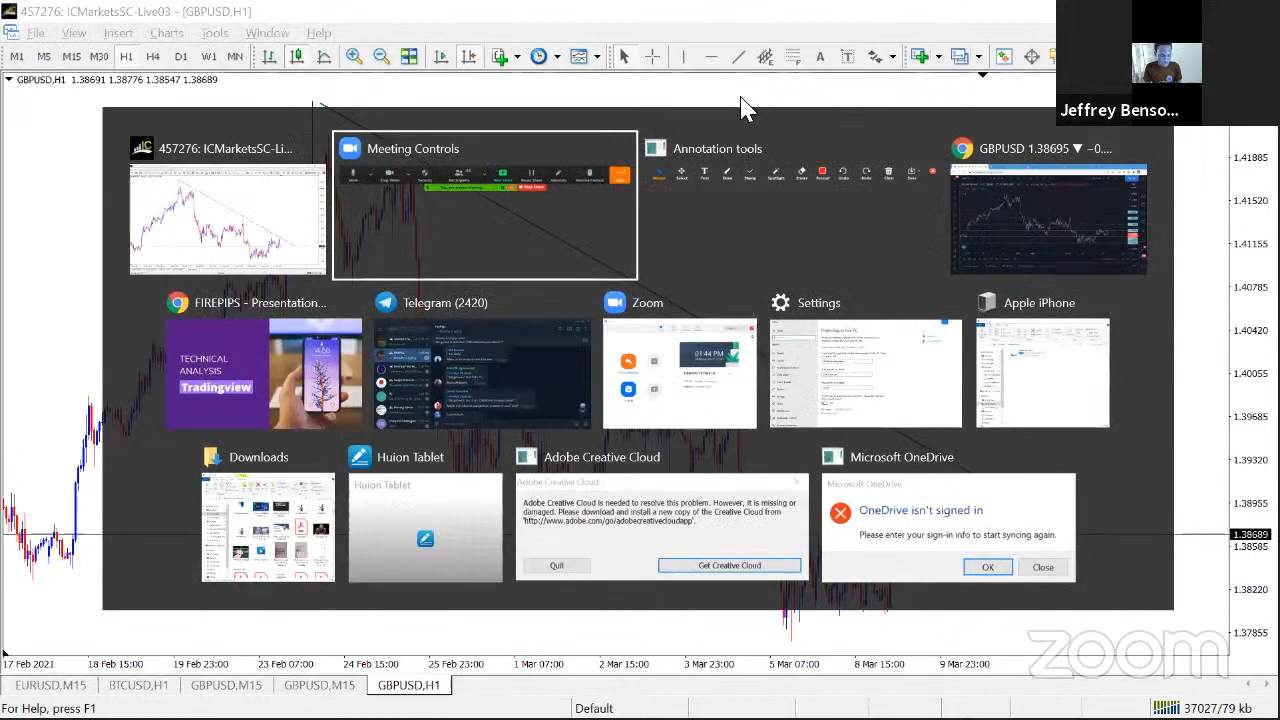 457276: ICMarketsSC-Live03 - [GBPUSD,H1]
File View Insert Charts Tools Window Help
M1 M5 M15 M30 H1 H4 D1 W1 MN
GBPUSD,H1 1.38691 1.38776 1.38547 1.38689
Jeffrey Benso...
457276: ICMarketsSC-Li...
Meeting Controls
Annotation tools
GBPUSD 1.38695 ▼ −0....
FIREPIPS - Presentation...
Telegram (2420)
Zoom
Settings
Apple iPhone
TECHNICAL
ANALYSIS
Tradingview
01:44 PM
Downloads
Huion Tablet
Adobe Creative Cloud
Microsoft OneDrive
Huion Tablet
Adobe Creative Cloud
Adobe Creative Cloud is needed to resolve this problem. However, it is missing or
damaged. Please download and install a new copy of the Creative Cloud from
"http://www.adobe.com/go/adobecreativecloudapp".
Quit
Get Creative Cloud
Microsoft OneDrive
OneDrive isn't signed in
Please enter your sign-in info to start syncing again.
OK
Close
1.41520
1.41155
1.40785
1.40420
1.40055
1.39685
1.39320
1.38955
1.38689
1.38220
1.37855
zoom
17 Feb 2021 18 Feb 15:00 19 Feb 23:00 23 Feb 07:00 24 Feb 15:00 25 Feb 23:00 1 Mar 07:00 2 Mar 15:00 3 Mar 23:00 5 Mar 07:00 8 Mar 15:00 9 Mar 23:00
EURUSD,M15 BTCUSD,H1 GBPUSD,M15 GBPUSD,M15 GBPUSD,H1
For Help, press F1
Default
37027/79 kb